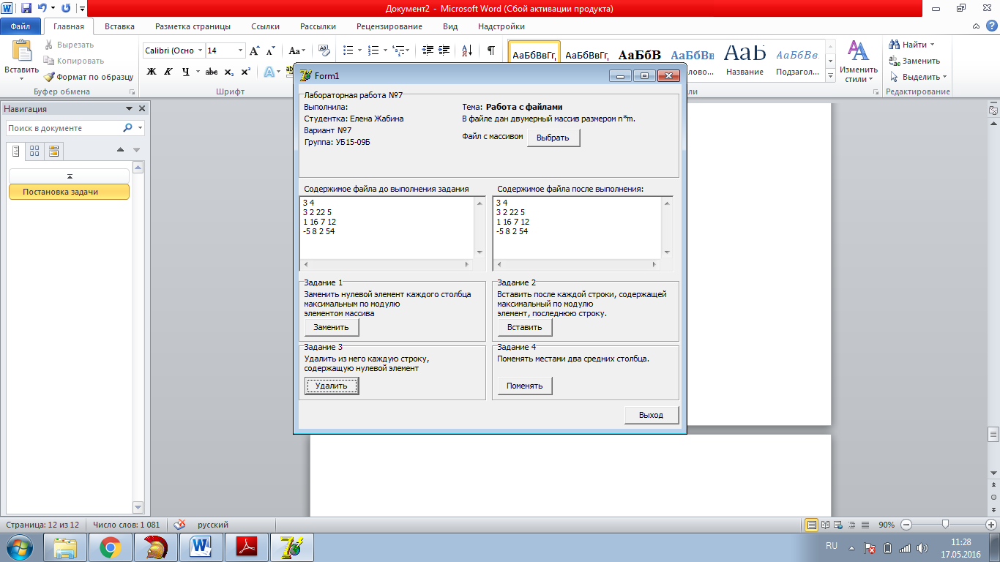 Документ2 - Microsoft Word (Сбой активации продукта)
Файл Главная Вставка Разметка страницы Ссылки Рассылки Рецензирование Вид Надстройки
Вставить
Вырезать
Копировать
Формат по образцу
Буфер обмена
Calibri (Осно 14
Ж К Ч abc x₂ x²
Шрифт
АаБбВвГг, АаБбВвГг, АаБбВ АаБбВв АаБ АаБбВв.
Название Подзагол...
Изменить стили
Найти
Заменить
Выделить
Редактирование
Навигация
Поиск в документе
Постановка задачи
Form1
Лабораторная работа №7
Выполнила:
Студентка: Елена Жабина
Вариант №7
Группа: УБ15-09Б
Тема: Работа с файлами
В файле дан двумерный массив размером n*m.
Файл с массивом Выбрать
Содержимое файла до выполнения задания
3 4
3 2 22 5
1 16 7 12
-5 8 2 54
Содержимое файла после выполнения:
3 4
3 2 22 5
1 16 7 12
-5 8 2 54
Задание 1
Заменить нулевой элемент каждого столбца
максимальным по модулю
элементом массива
Заменить
Задание 2
Вставить после каждой строки, содержащей
максимальный по модулю
элемент, последнюю строку.
Вставить
Задание 3
Удалить из него каждую строку,
содержащую нулевой элемент
Удалить
Задание 4
Поменять местами два средних столбца.
Поменять
Выход
Страница: 12 из 12 Число слов: 1 081 русский 90%
RU 11:28
17.05.2016